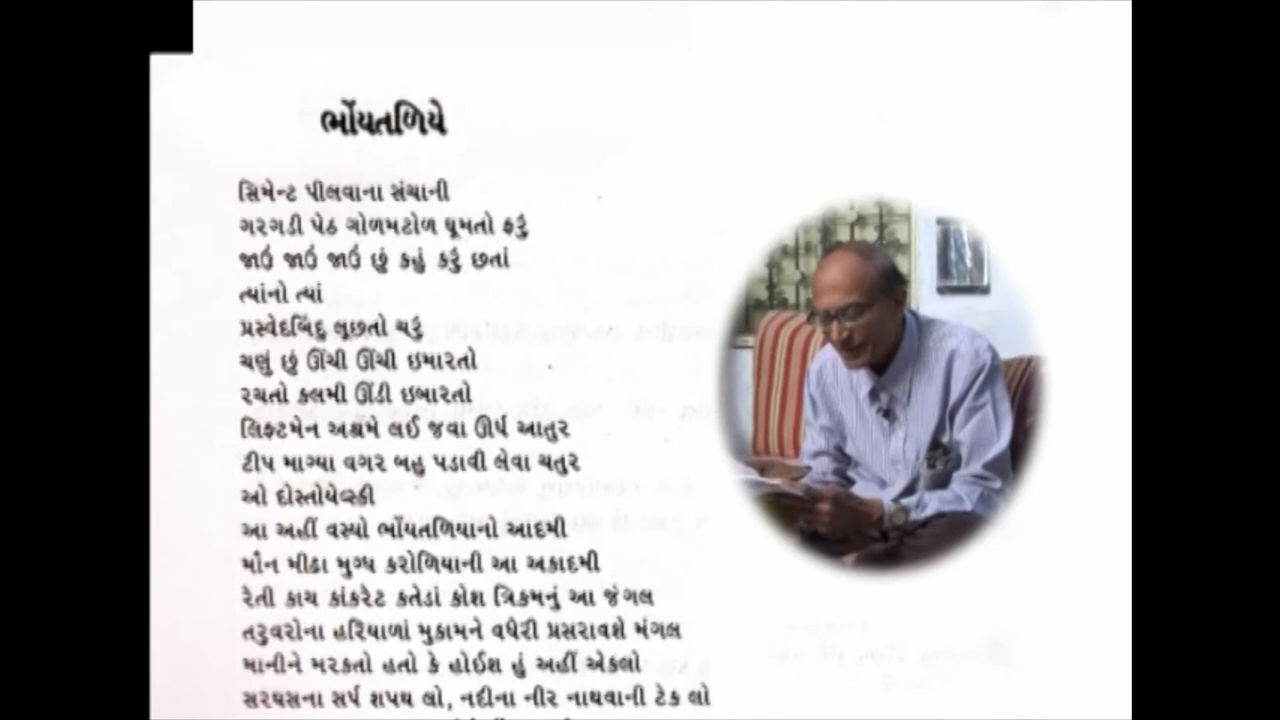 ભોંયતળિયે
સિમેન્ટ પીલવાના સંચાની
ગરગડી પેઠ ગોળમટોળ ઘૂમતો ફરું
જાઉં જાઉં જાઉં છું કહું કરું છતાં
ત્યાંનો ત્યાં
પ્રસ્વેદબિંદુ લૂછતો ચરું
ચણું છું ઊંચી ઊંચી ઇમારતો
રચતો કલમી ઊંડી ઇબારતો
લિફ્ટમેન અશ્રમે લઈ જવા ઊર્ધ્વ આતુર
ટીપ માગ્યા વગર બહુ પડાવી લેવા ચતુર
ઓ દોસ્તોયેવ્સ્કી
આ અહીં વસ્યો ભોંયતળિયાનો આદમી
મૌન મીઢા મુગ્ધ કરોળિયાની આ અકાદમી
રેતી કાચ કાંકરેટ કતેડાં કોશ ત્રિકમનું આ જંગલ
તરુવરોના હરિયાળાં મુકામને વધેરી પ્રસરાવશે મંગલ
માનીને મરકતો હતો કે હોઈશ હું અહીં એકલો
સરયસના સર્પ શપથ લો, નદીના નીર નાથવાની ટેક લો